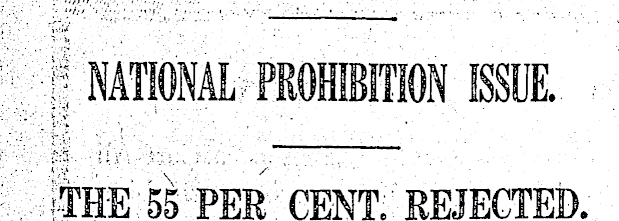 NATIONAL PROHIBITION ISSUE.
THE 55 PER CENT. REJECTED.